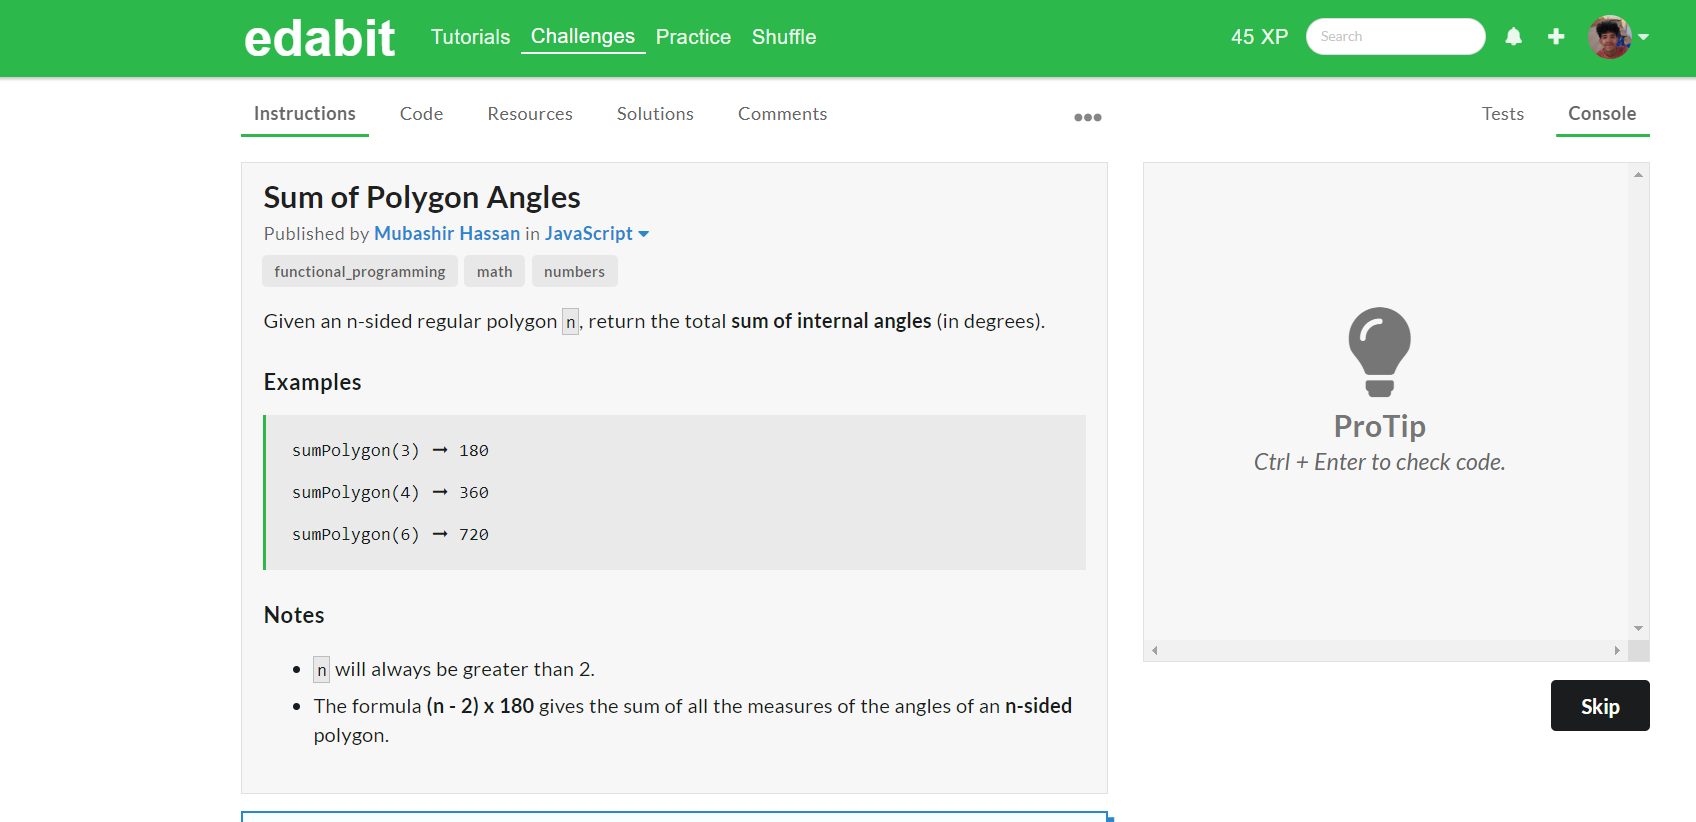 edabit
Tutorials Challenges Practice Shuffle
45 XP
Search
Instructions Code Resources Solutions Comments
Tests Console
Sum of Polygon Angles
Published by Mubashir Hassan in JavaScript
functional_programming math numbers
Given an n-sided regular polygon n, return the total sum of internal angles (in degrees).
Examples
sumPolygon(3) ➞ 180
sumPolygon(4) ➞ 360
sumPolygon(6) ➞ 720
Notes
• n will always be greater than 2.
• The formula (n - 2) x 180 gives the sum of all the measures of the angles of an n-sided
polygon.
ProTip
Ctrl + Enter to check code.
Skip